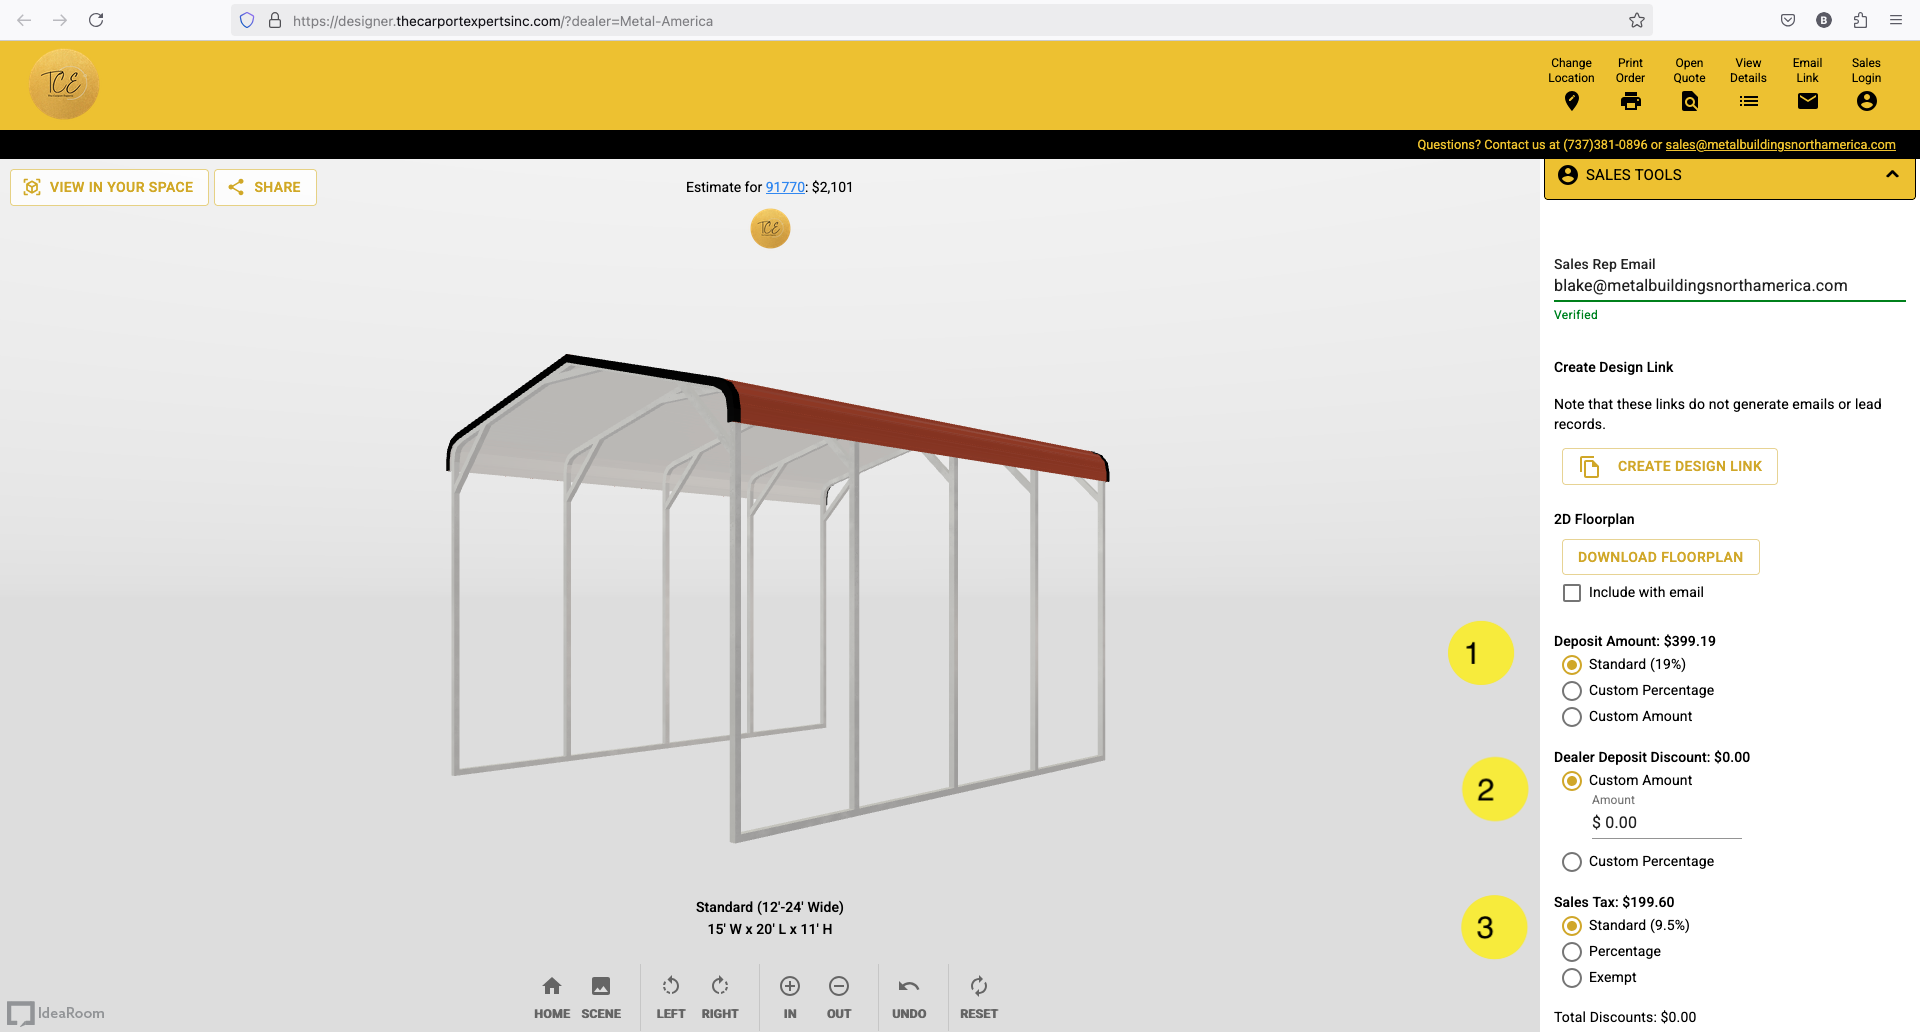 https://designer.thecarportexpertsinc.com/?dealer=Metal-America
B
TCE
Change Location
Print Order
Open Quote
View Details
Email Link
Sales Login
Questions? Contact us at (737)381-0896 or sales@metalbuildingsnorthamerica.com
VIEW IN YOUR SPACE
SHARE
Estimate for 91770: $2,101
TCE
SALES TOOLS
Sales Rep Email
blake@metalbuildingsnorthamerica.com
Verified
Create Design Link
Note that these links do not generate emails or lead
records.
CREATE DESIGN LINK
2D Floorplan
DOWNLOAD FLOORPLAN
Include with email
1
Deposit Amount: $399.19
Standard (19%)
Custom Percentage
Custom Amount
2
Dealer Deposit Discount: $0.00
Custom Amount
Amount
$ 0.00
Custom Percentage
3
Sales Tax: $199.60
Standard (9.5%)
Percentage
Exempt
Total Discounts: $0.00
Standard (12'-24' Wide)
15' W x 20' L x 11' H
HOME
SCENE
LEFT
RIGHT
IN
OUT
UNDO
RESET
IdeaRoom